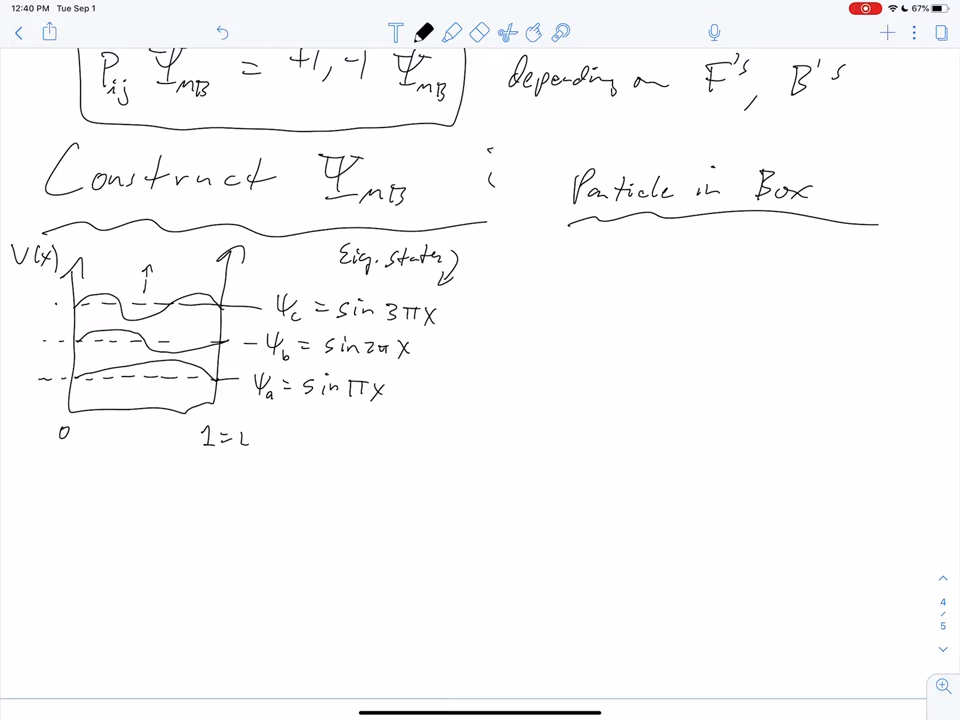 12:40 PM Tue Sep 1
67%
P_ij Ψ_MB = +1, -1 Ψ_MB depending on F's, B's
Construct Ψ_MB : Particle in Box
V(x)
Eig. states
ψ_c = sin 3πx
ψ_b = sin 2πx
ψ_a = sin πx
0 1 = L
4
/
5